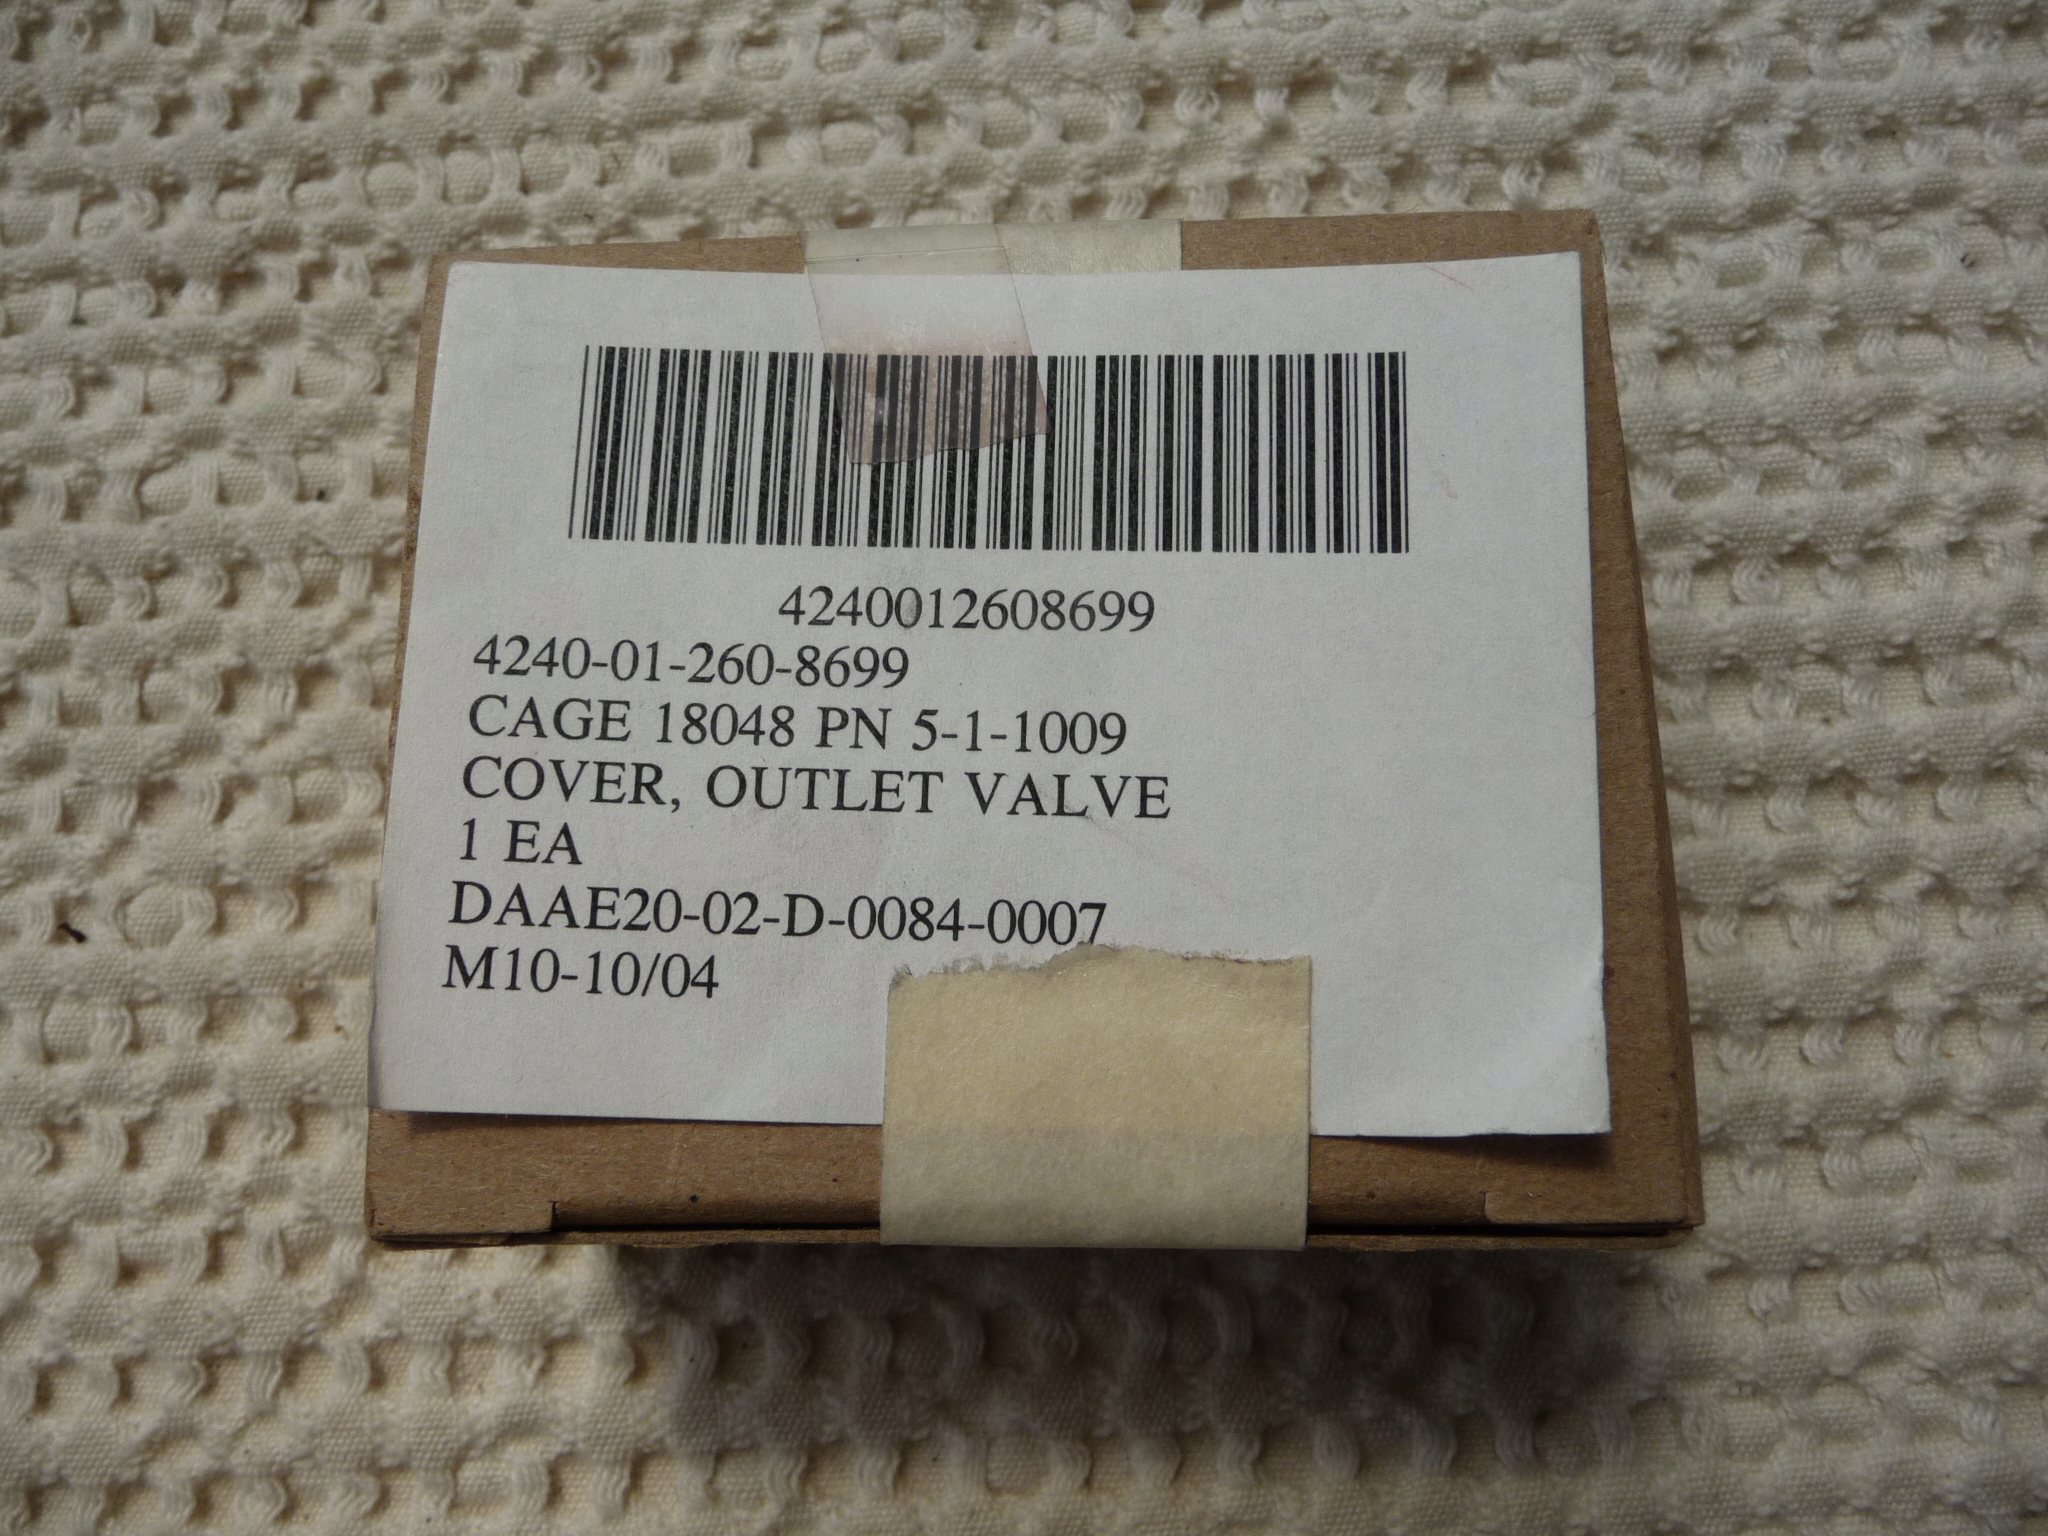 4240012608699
4240-01-260-8699
CAGE 18048 PN 5-1-1009
COVER, OUTLET VALVE
1 EA
DAAE20-02-D-0084-0007
M10-10/04